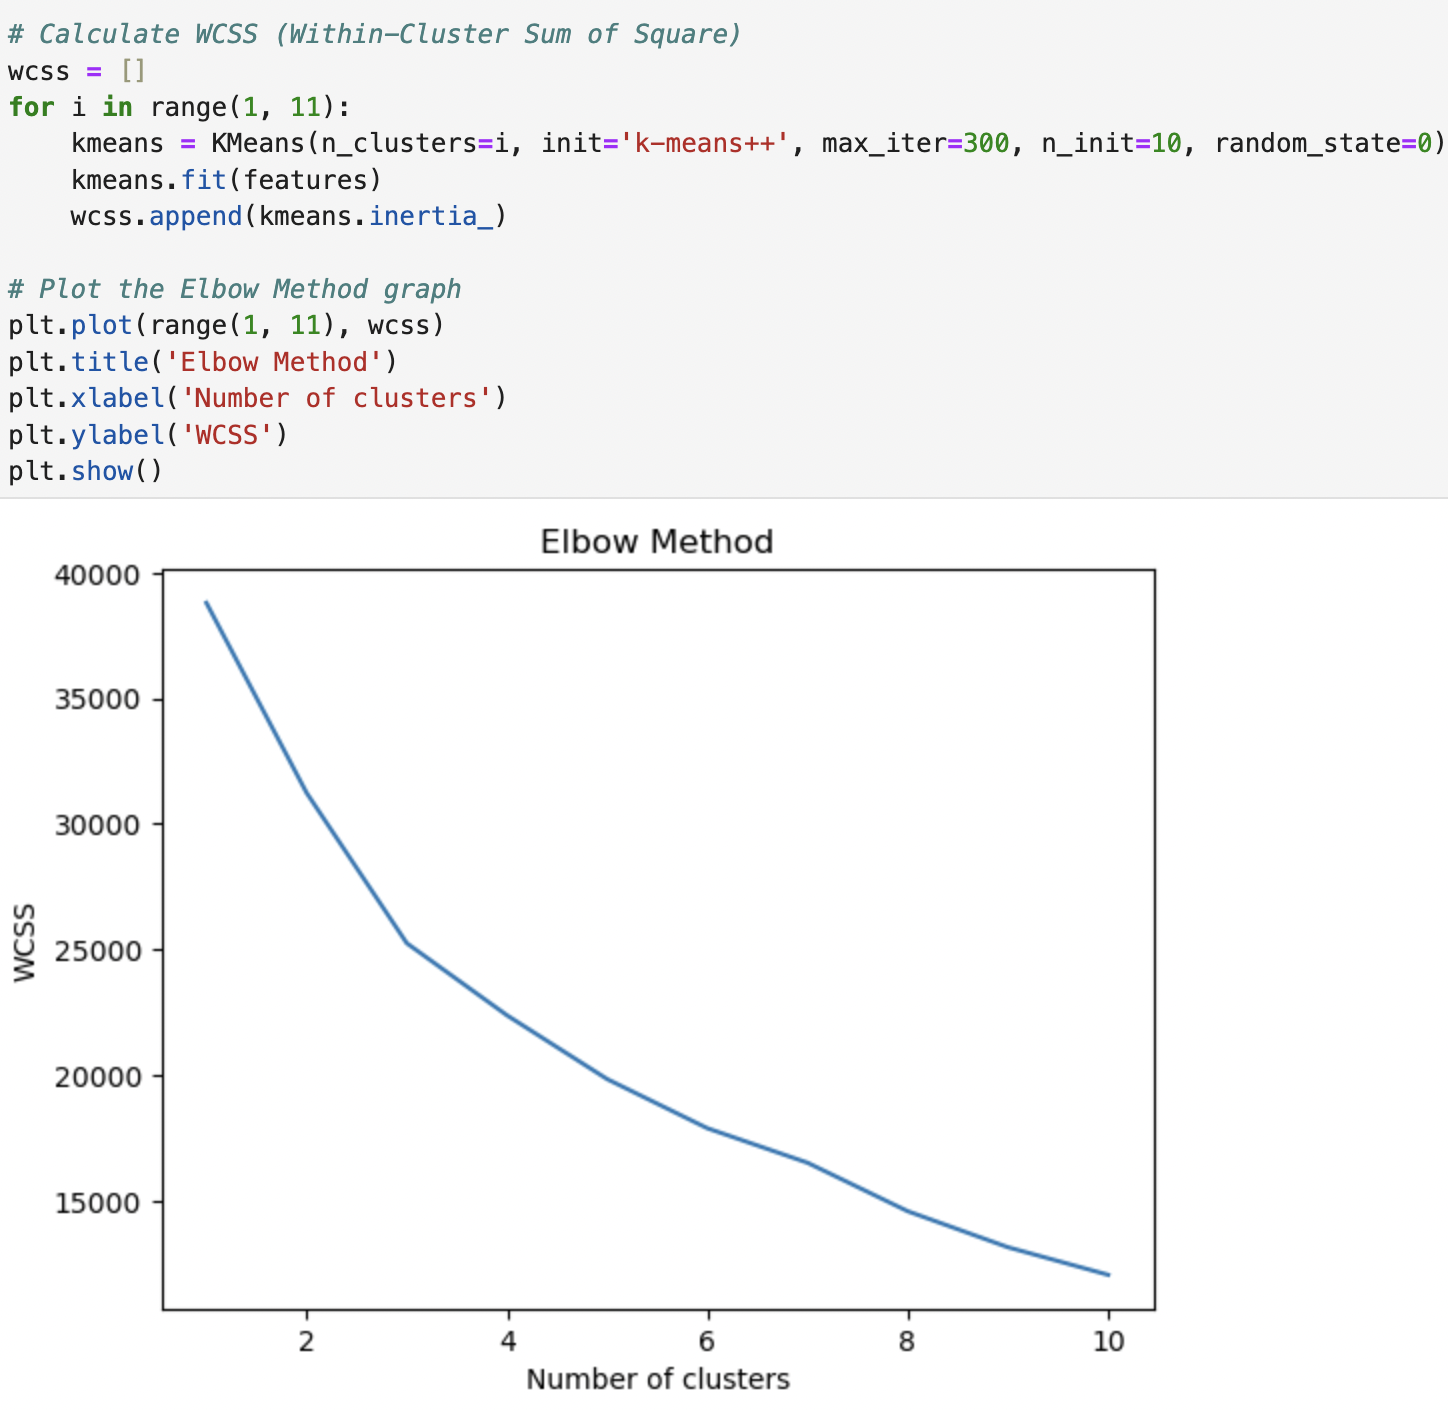 # Calculate WCSS (Within-Cluster Sum of Square)
wcss = []
for i in range(1, 11):
    kmeans = KMeans(n_clusters=i, init='k-means++', max_iter=300, n_init=10, random_state=0)
    kmeans.fit(features)
    wcss.append(kmeans.inertia_)
# Plot the Elbow Method graph
plt.plot(range(1, 11), wcss)
plt.title('Elbow Method')
plt.xlabel('Number of clusters')
plt.ylabel('WCSS')
plt.show()
Elbow Method
40000
35000
30000
25000
20000
15000
WCSS
2 4 6 8 10
Number of clusters